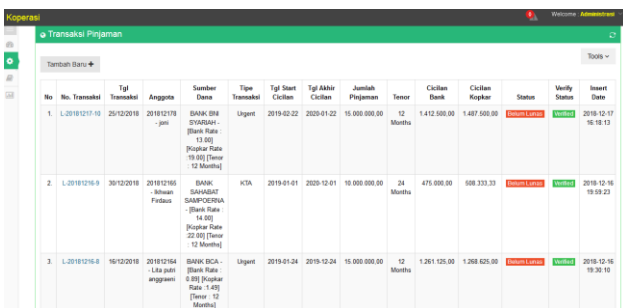 Koperasi
Welcome : Administrasi
Transaksi Pinjaman
Tambah Baru +
Tools
No No. Transaksi Tgl Transaksi Anggota Sumber Dana Tipe Transaksi Tgl Start Cicilan Tgl Akhir Cicilan Jumlah Pinjaman Tenor Cicilan Bank Cicilan Kopkar Status Verify Status Insert Date
1. L-20181217-10 25/12/2018 201812178 - joni BANK BNI SYARIAH - [Bank Rate : 13.00] [Kopkar Rate :19.00] [Tenor : 12 Months] Urgent 2019-02-22 2020-01-22 15.000.000,00 12 Months 1.412.500,00 1.487.500,00 Belum Lunas Verified 2018-12-17 16:18:13
2. L-20181216-9 30/12/2018 201812165 - Ikhwan Firdaus BANK SAHABAT SAMPOERNA - [Bank Rate : 14.00] [Kopkar Rate :22.00] [Tenor : 12 Months] KTA 2019-01-01 2020-12-01 10.000.000,00 24 Months 475.000,00 508.333,33 Belum Lunas Verified 2018-12-16 19:59:23
3. L-20181216-8 16/12/2018 201812164 - Lita putri anggraeni BANK BCA - [Bank Rate : 0.89] [Kopkar Rate :1.49] [Tenor : 12 Months] Urgent 2019-01-24 2019-12-24 15.000.000,00 12 Months 1.261.125,00 1.268.625,00 Belum Lunas Verified 2018-12-16 19:30:10